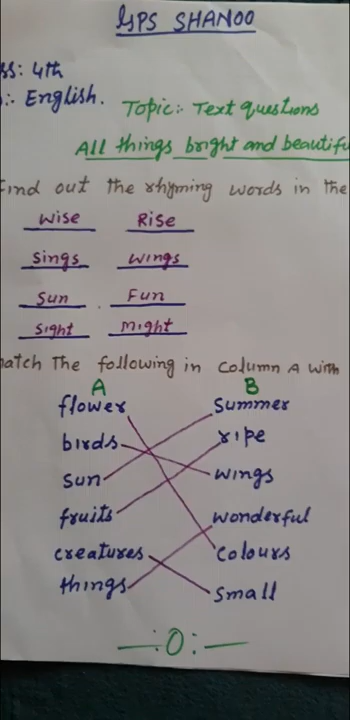 GPS SHANOO
ss: 4th
:- English.
Topic:- Text questions
All things bright and beautifu
Find out the rhyming words in the
Wise Rise
Sings Wings
Sun Fun
Sight Might
match The following in Column A with
A B
flower Summer
birds ripe
sun wings
fruits wonderful
creatures colours
things small
—:0:—